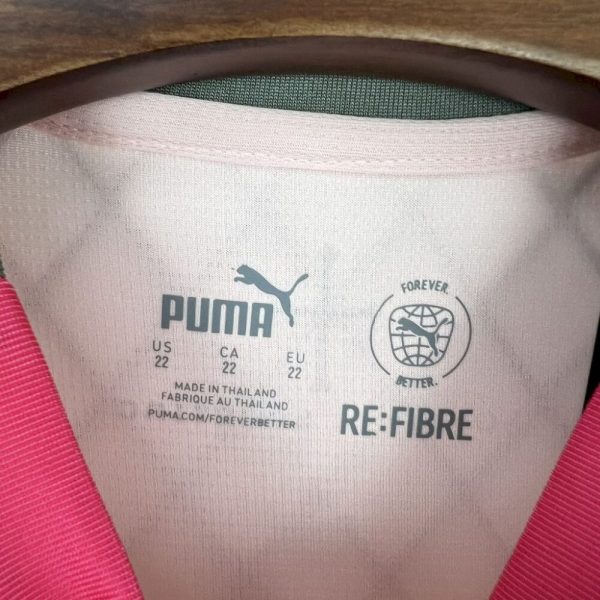 PUMA
US CA EU
22 22 22
MADE IN THAILAND
FABRIQUE AU THAILAND
PUMA.COM/FOREVERBETTER
FOREVER.
BETTER.
RE:FIBRE